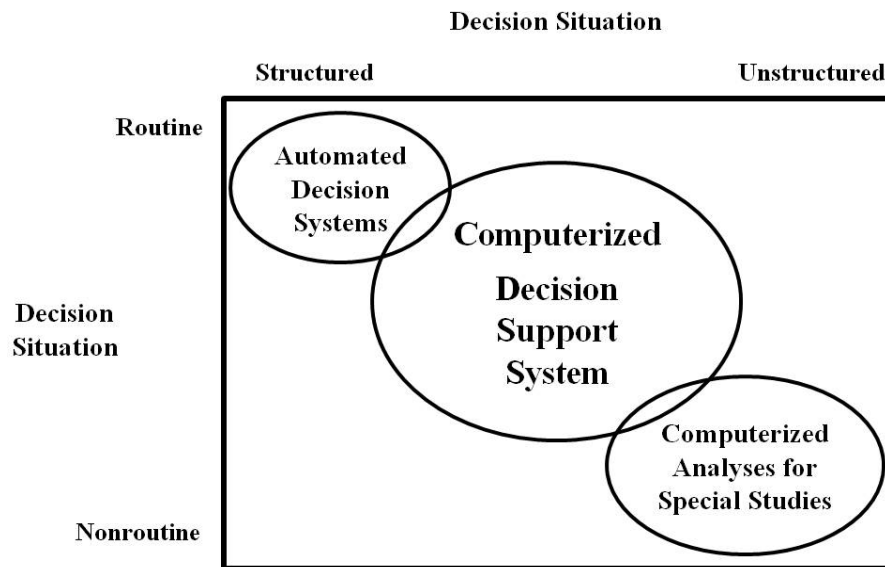 Decision Situation
Structured
Unstructured
Routine
Automated
Decision
Systems
Computerized
Decision
Support
System
Decision
Situation
Computerized
Analyses for
Special Studies
Nonroutine